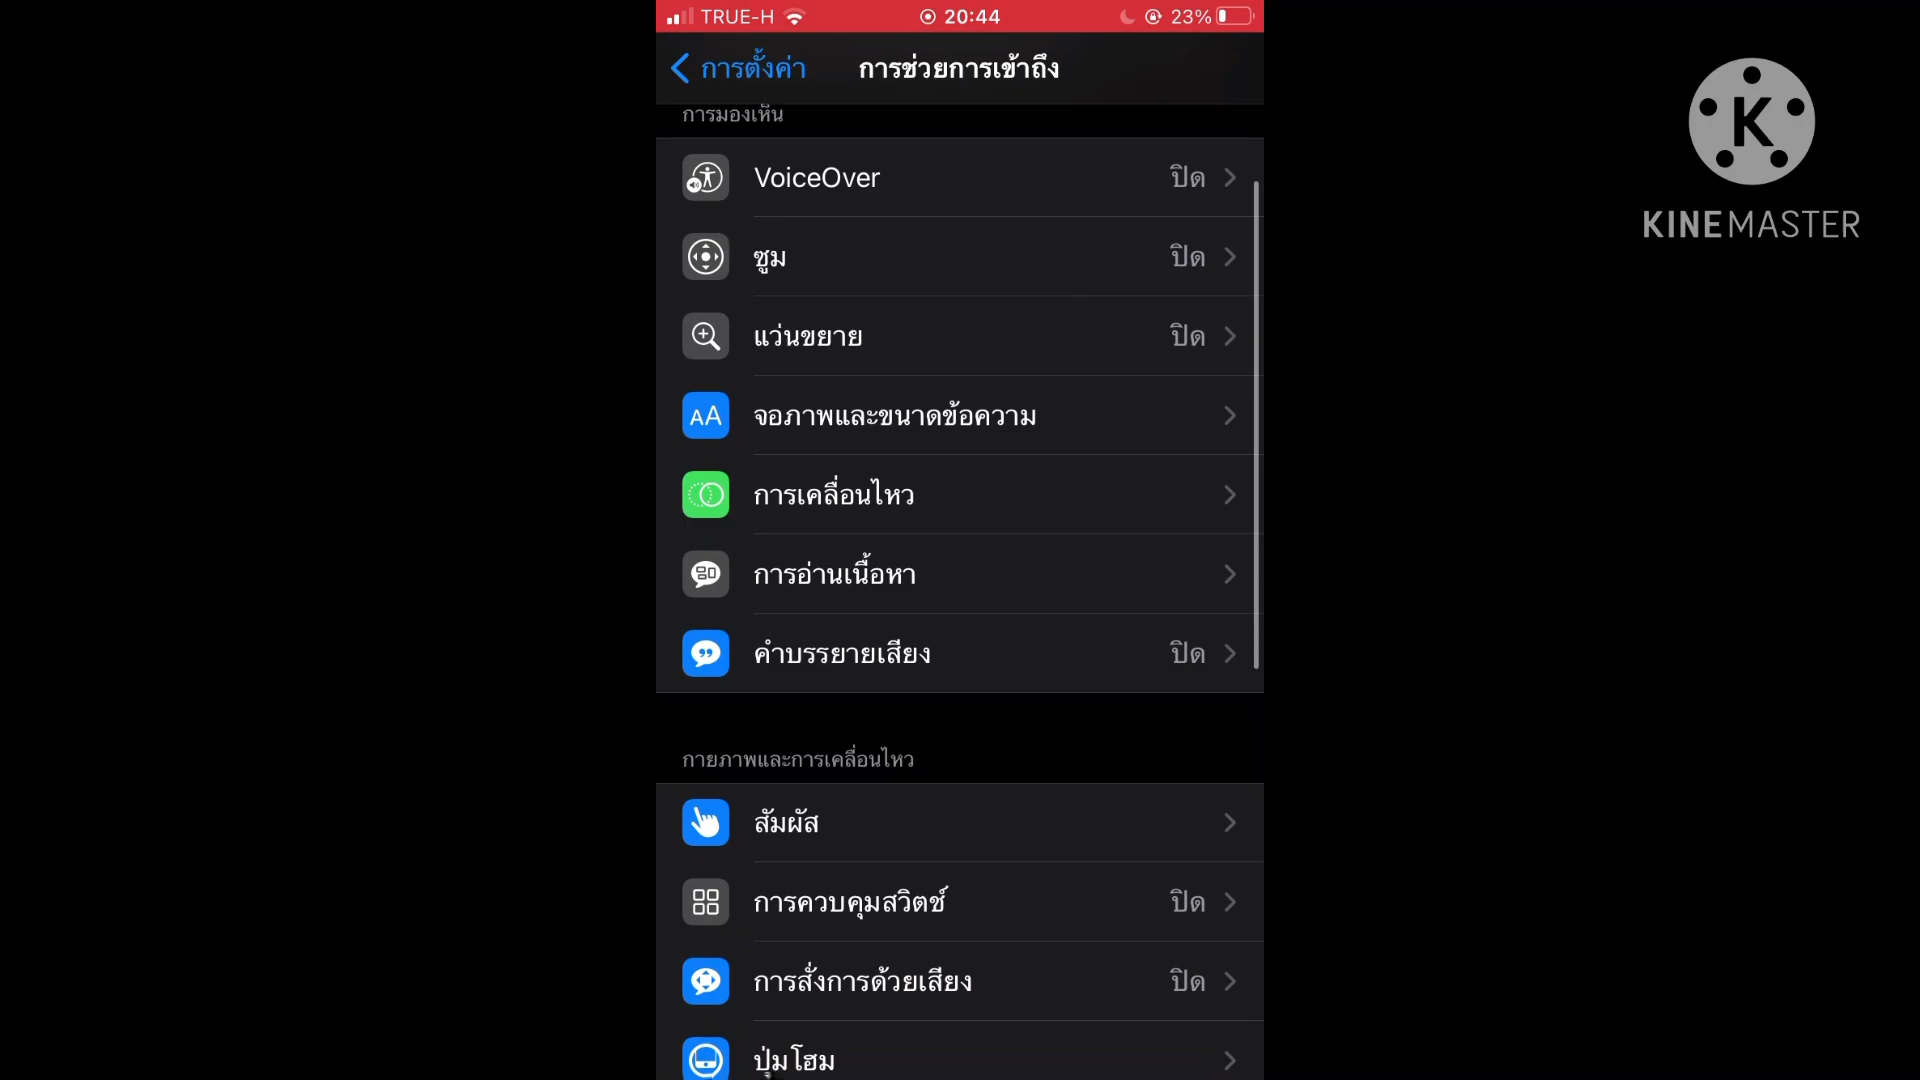 TRUE-H 20:44 23%
การตั้งค่า การช่วยการเข้าถึง
การมองเห็น
VoiceOver ปิด
ซูม ปิด
แว่นขยาย ปิด
AA จอภาพและขนาดข้อความ
การเคลื่อนไหว
การอ่านเนื้อหา
คำบรรยายเสียง ปิด
กายภาพและการเคลื่อนไหว
สัมผัส
การควบคุมสวิตช์ ปิด
การสั่งการด้วยเสียง ปิด
ปุ่มโฮม
K
KINEMASTER